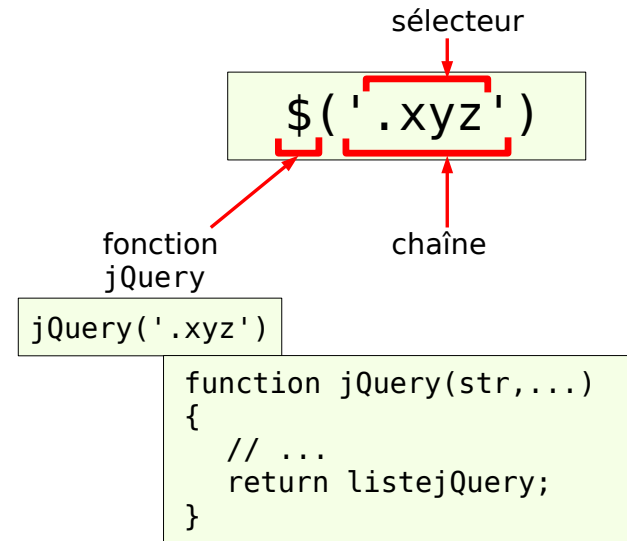 sélecteur
$('.xyz')
fonction
jQuery
chaîne
jQuery('.xyz')
function jQuery(str,...)
{
// ...
return listejQuery;
}